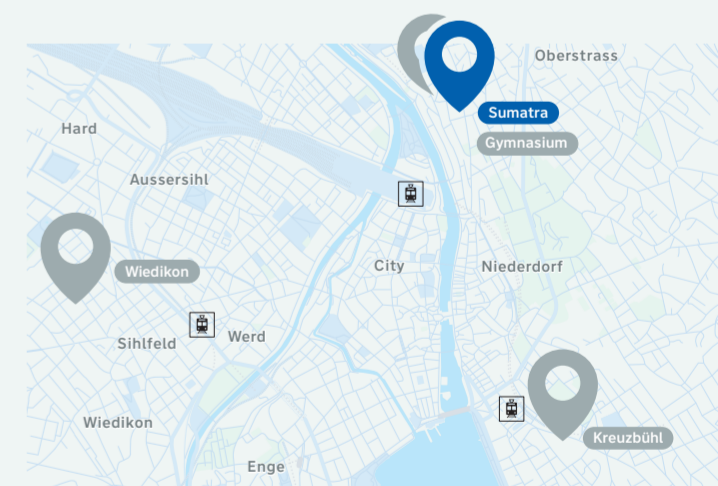 Oberstrass
Sumatra
Gymnasium
Hard
Aussersihl
City
Niederdorf
Wiedikon
Sihlfeld
Werd
Wiedikon
Kreuzbühl
Enge